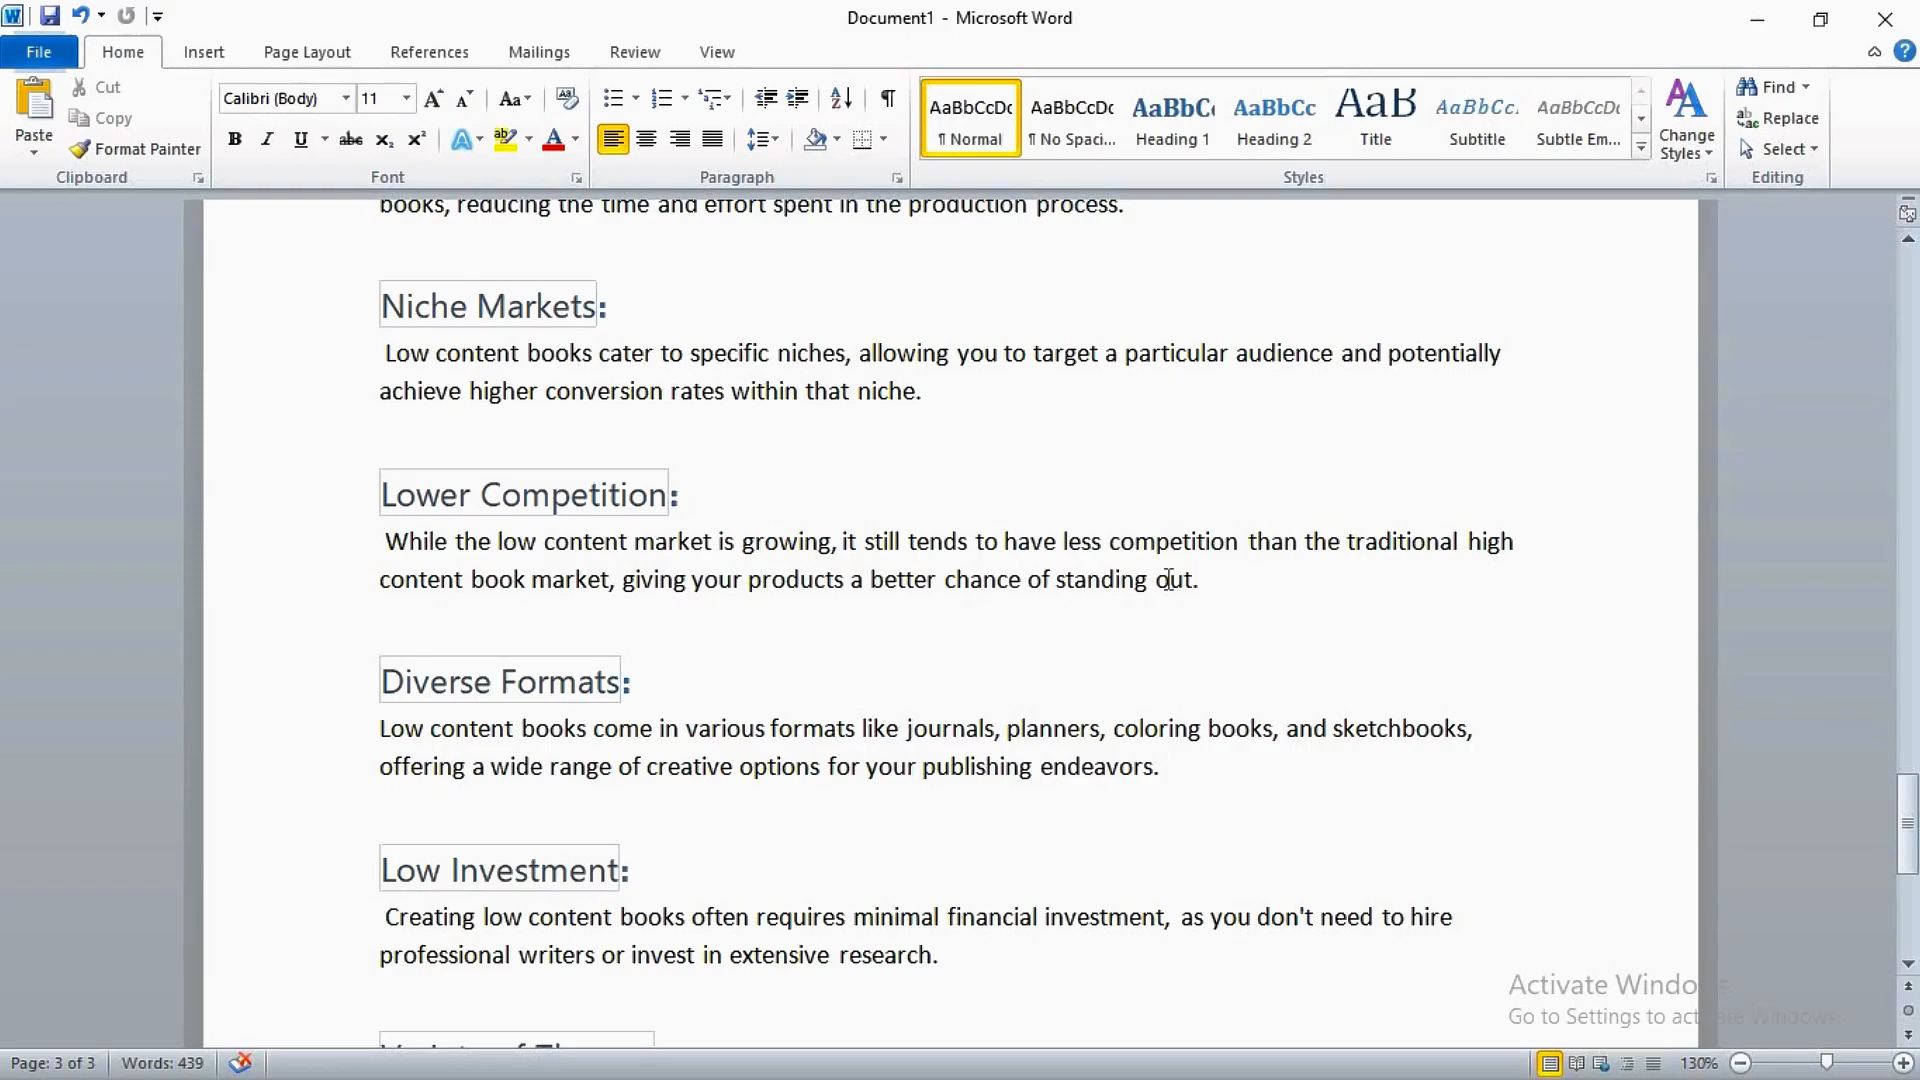 Document1 - Microsoft Word
File Home Insert Page Layout References Mailings Review View
Paste
Cut
Copy
Format Painter
Clipboard
Calibri (Body) 11
Font
Paragraph
AaBbCcDc ¶ Normal
AaBbCcDc ¶ No Spaci...
AaBbC Heading 1
AaBbCc Heading 2
AaB Title
AaBbCc. Subtitle
AaBbCcDc Subtle Em...
Change
Styles
Styles
Find
Replace
Select
Editing
books, reducing the time and effort spent in the production process.
Niche Markets:
Low content books cater to specific niches, allowing you to target a particular audience and potentially
achieve higher conversion rates within that niche.
Lower Competition:
While the low content market is growing, it still tends to have less competition than the traditional high
content book market, giving your products a better chance of standing out.
Diverse Formats:
Low content books come in various formats like journals, planners, coloring books, and sketchbooks,
offering a wide range of creative options for your publishing endeavors.
Low Investment:
Creating low content books often requires minimal financial investment, as you don't need to hire
professional writers or invest in extensive research.
Activate Windows
Go to Settings to activate Windows.
Page: 3 of 3 Words: 439 130%